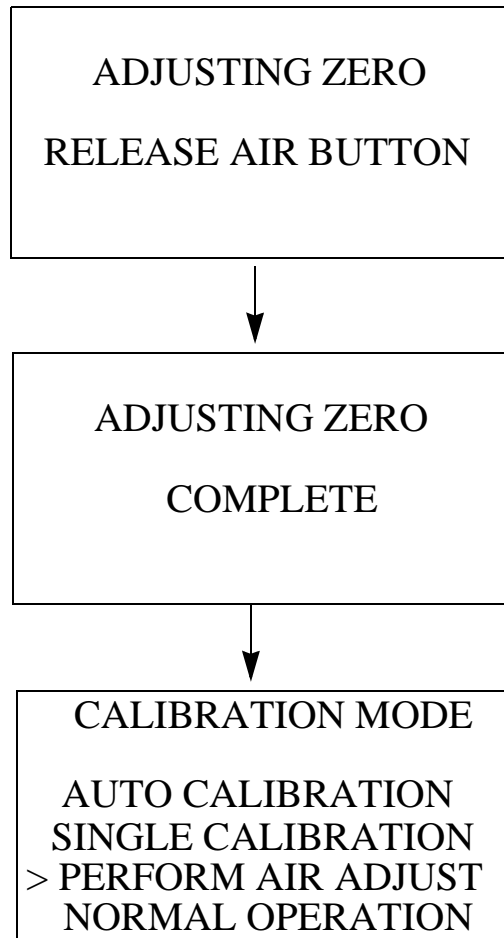 ADJUSTING ZERO
RELEASE AIR BUTTON
ADJUSTING ZERO
COMPLETE
CALIBRATION MODE
AUTO CALIBRATION
SINGLE CALIBRATION
> PERFORM AIR ADJUST
NORMAL OPERATION